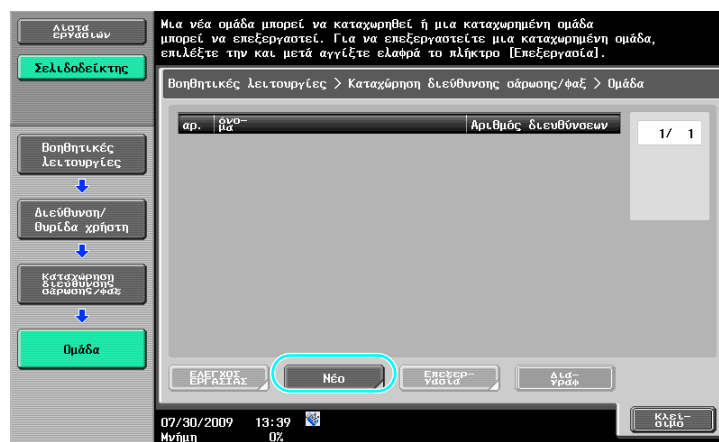 Λίστα
εργασιών
Σελιδοδείκτης
Μια νέα ομάδα μπορεί να καταχωρηθεί ή μια καταχωρημένη ομάδα
μπορεί να επεξεργαστεί. Για να επεξεργαστείτε μια καταχωρημένη ομάδα,
επιλέξτε την και μετά αγγίξτε ελαφρά το πλήκτρο [Επεξεργασία].
Βοηθητικές λειτουργίες > Καταχώρηση διεύθυνσης σάρωσης/φαξ > Ομάδα
αρ.
όνο-
μα
Αριθμός διευθύνσεων
1/ 1
Βοηθητικές
λειτουργίες
Διεύθυνση/
θυρίδα χρήστη
Καταχώρηση
διεύθυνσης
σάρωσης/φαξ
Ομάδα
ΕΛΕΓΧΟΣ
ΕΡΓΑΣΙΑΣ
Νέο
Επεξερ-
γασία
Δια-
γραφ
07/30/2009 13:39
Μνήμη 0%
Κλεί-
σιμο